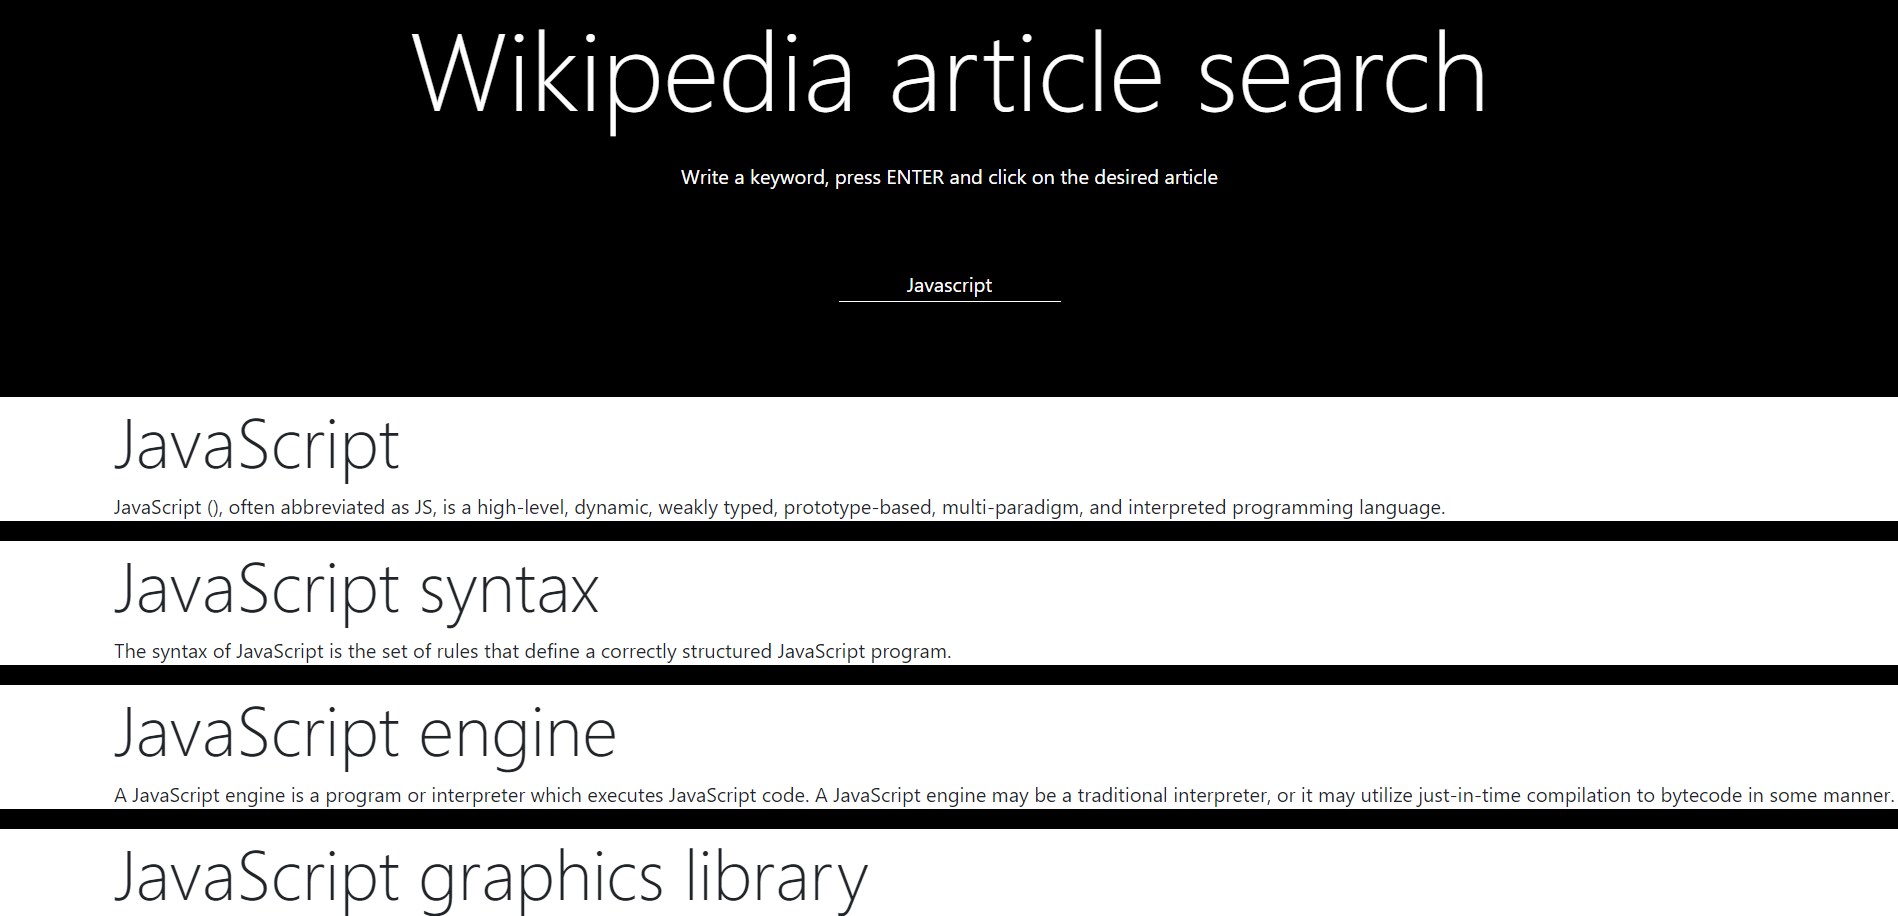 Wikipedia article search
Write a keyword, press ENTER and click on the desired article
Javascript
JavaScript
JavaScript (), often abbreviated as JS, is a high-level, dynamic, weakly typed, prototype-based, multi-paradigm, and interpreted programming language.
JavaScript syntax
The syntax of JavaScript is the set of rules that define a correctly structured JavaScript program.
JavaScript engine
A JavaScript engine is a program or interpreter which executes JavaScript code. A JavaScript engine may be a traditional interpreter, or it may utilize just-in-time compilation to bytecode in some manner.
JavaScript graphics library